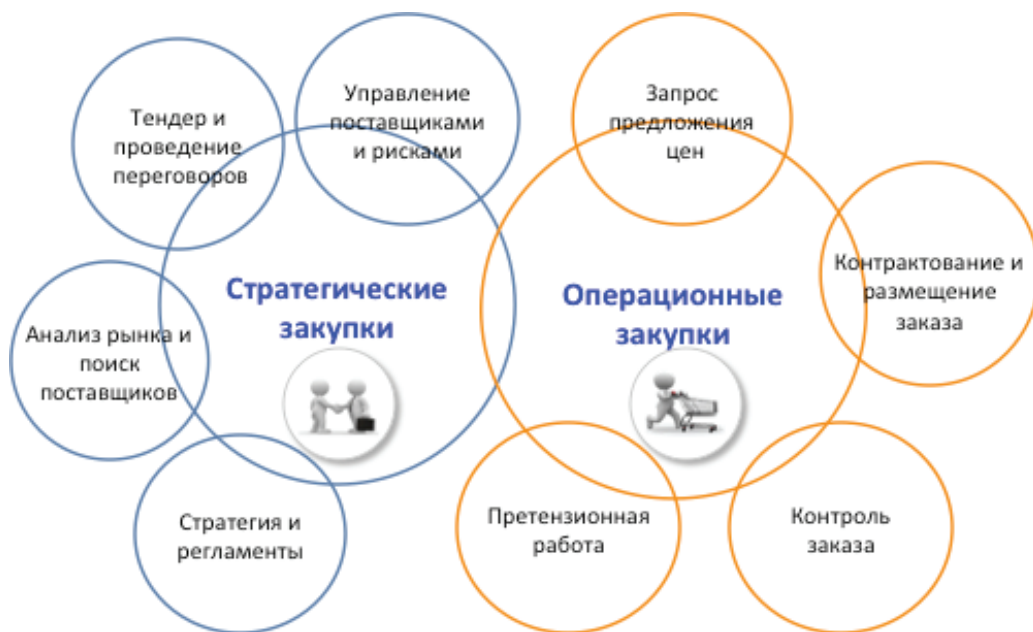 Тендер и
проведение
переговоров
Управление
поставщиками
и рисками
Запрос
предложения
цен
Контрактование и
размещение
заказа
Стратегические
закупки
Операционные
закупки
Анализ рынка и
поиск
поставщиков
Стратегия и
регламенты
Претензионная
работа
Контроль
заказа